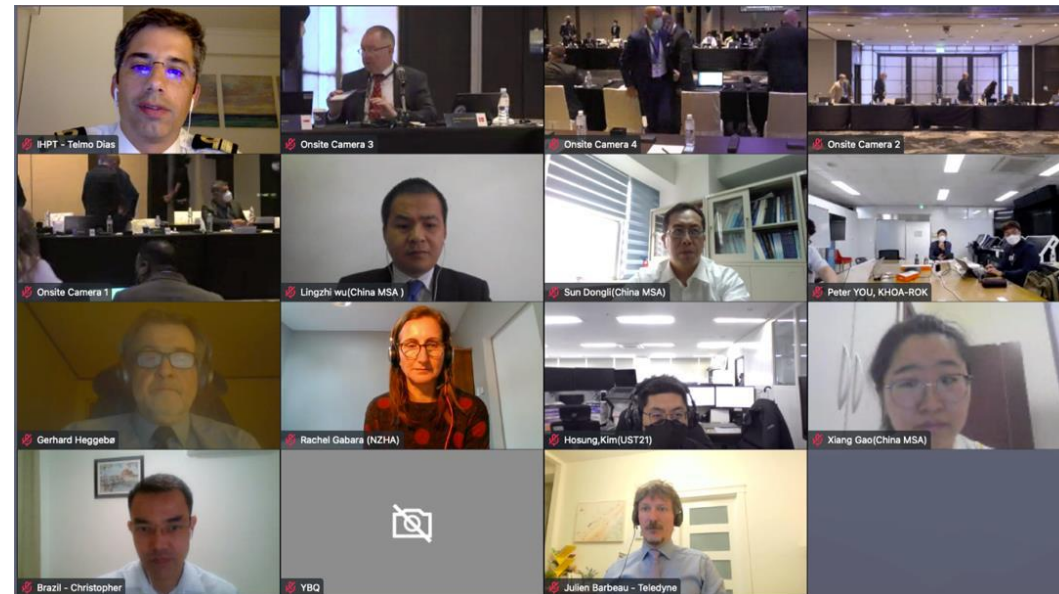 IHPT - Telmo Dias
Onsite Camera 3
Onsite Camera 4
Onsite Camera 2
Onsite Camera 1
Lingzhi wu(China MSA )
Sun Dongli(China MSA)
Peter YOU, KHOA-ROK
Gerhard Heggebø
Rachel Gabara (NZHA)
Hosung,Kim(UST21)
Xiang Gao(China MSA)
Brazil - Christopher
YBQ
Julien Barbeau - Teledyne